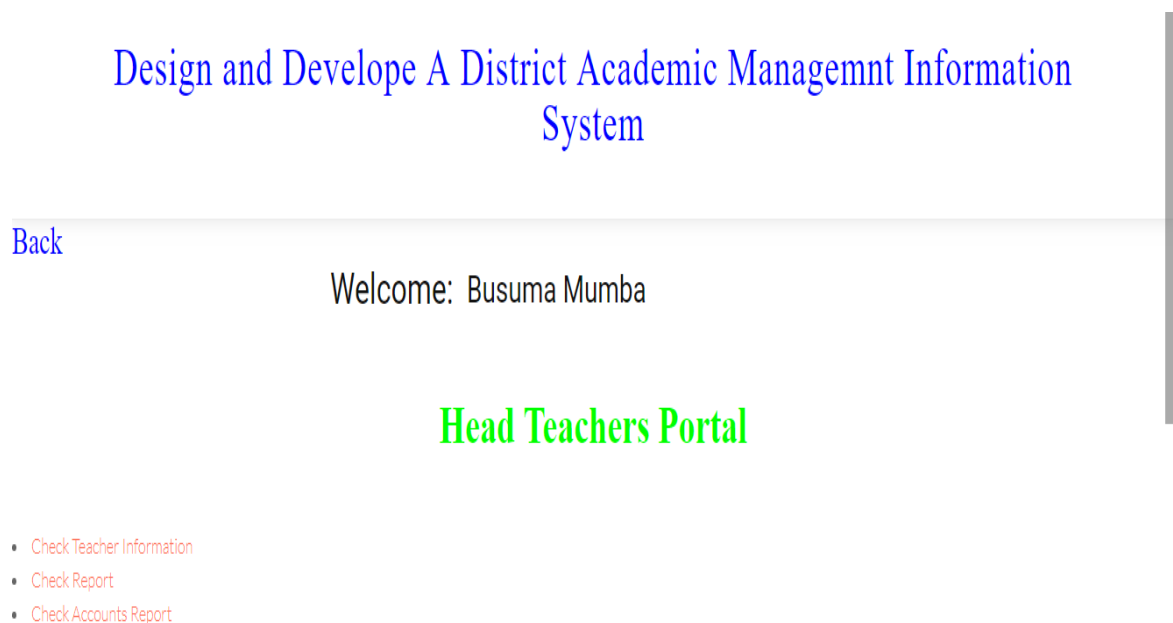 Design and Develope A District Academic Managemnt Information
System
Back
Welcome: Busuma Mumba
Head Teachers Portal
Check Teacher Information
Check Report
Check Accounts Report